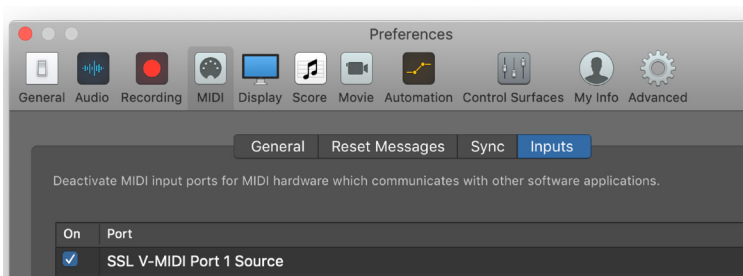 Preferences
General Audio Recording MIDI Display Score Movie Automation Control Surfaces My Info Advanced
General Reset Messages Sync Inputs
Deactivate MIDI input ports for MIDI hardware which communicates with other software applications.
On Port
SSL V-MIDI Port 1 Source